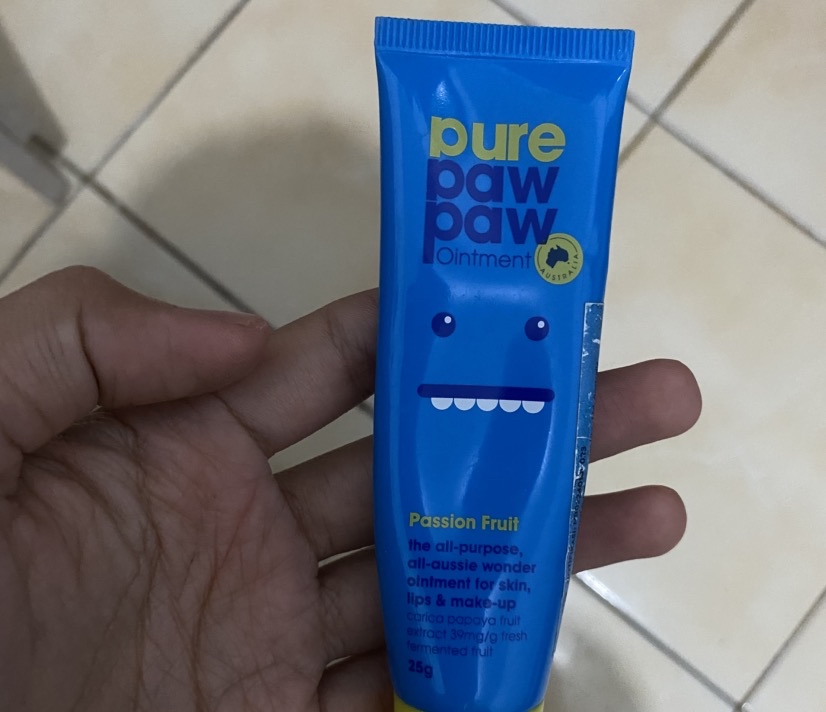 pure
paw
paw
Ointment
AUSTRALIA
Passion Fruit
the all-purpose,
all-aussie wonder
ointment for skin,
lips & make-up
carica papaya fruit
extract 39mg/g fresh
fermented fruit
25g